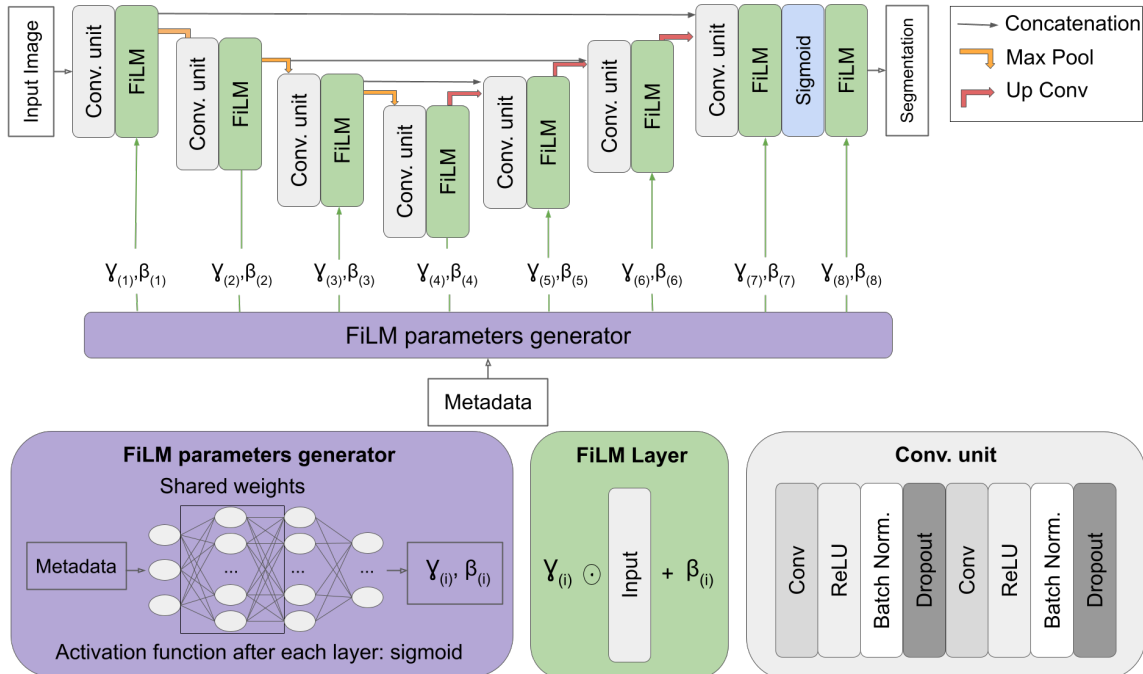 Input Image
Conv. unit
FiLM
Conv. unit
FiLM
Conv. unit
FiLM
Conv. unit
FiLM
Conv. unit
FiLM
Conv. unit
FiLM
Conv. unit
FiLM
Sigmoid
FiLM
Segmentation
Concatenation
Max Pool
Up Conv
γ(1),β(1)
γ(2),β(2)
γ(3),β(3)
γ(4),β(4)
γ(5),β(5)
γ(6),β(6)
γ(7),β(7)
γ(8),β(8)
FiLM parameters generator
Metadata
FiLM parameters generator
Shared weights
Metadata
...
...
...
γ(i), β(i)
Activation function after each layer: sigmoid
FiLM Layer
γ(i) ⊙ Input + β(i)
Conv. unit
Conv
ReLU
Batch Norm.
Dropout
Conv
ReLU
Batch Norm.
Dropout